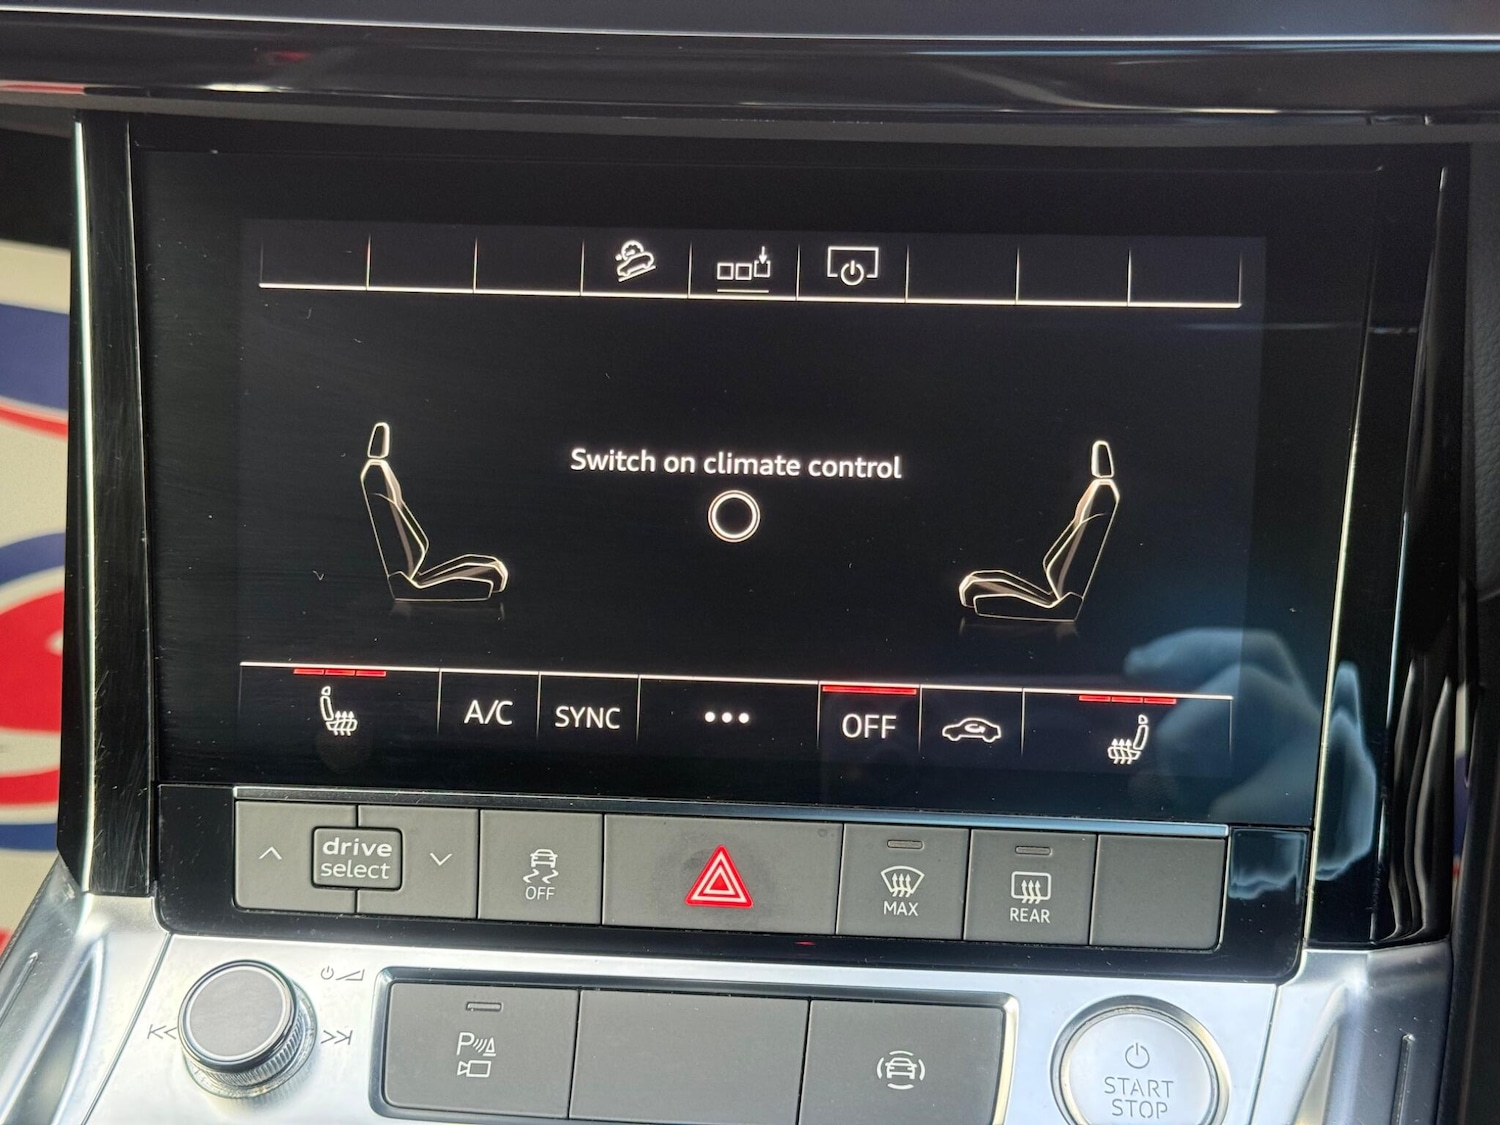 Switch on climate control
A/C SYNC ••• OFF
drive
select
OFF
MAX
REAR
P
START
STOP